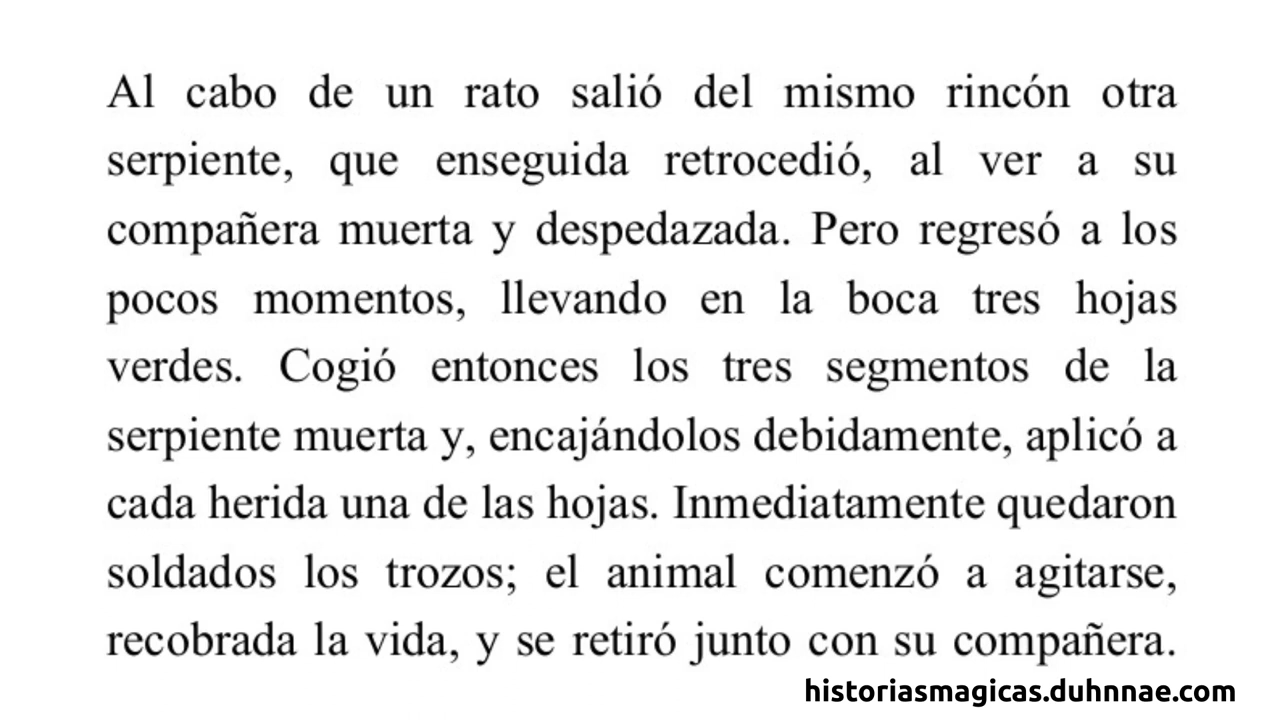 Al cabo de un rato salió del mismo rincón otra
serpiente, que enseguida retrocedió, al ver a su
compañera muerta y despedazada. Pero regresó a los
pocos momentos, llevando en la boca tres hojas
verdes. Cogió entonces los tres segmentos de la
serpiente muerta y, encajándolos debidamente, aplicó a
cada herida una de las hojas. Inmediatamente quedaron
soldados los trozos; el animal comenzó a agitarse,
recobrada la vida, y se retiró junto con su compañera.
historiasmagicas.duhnnae.com